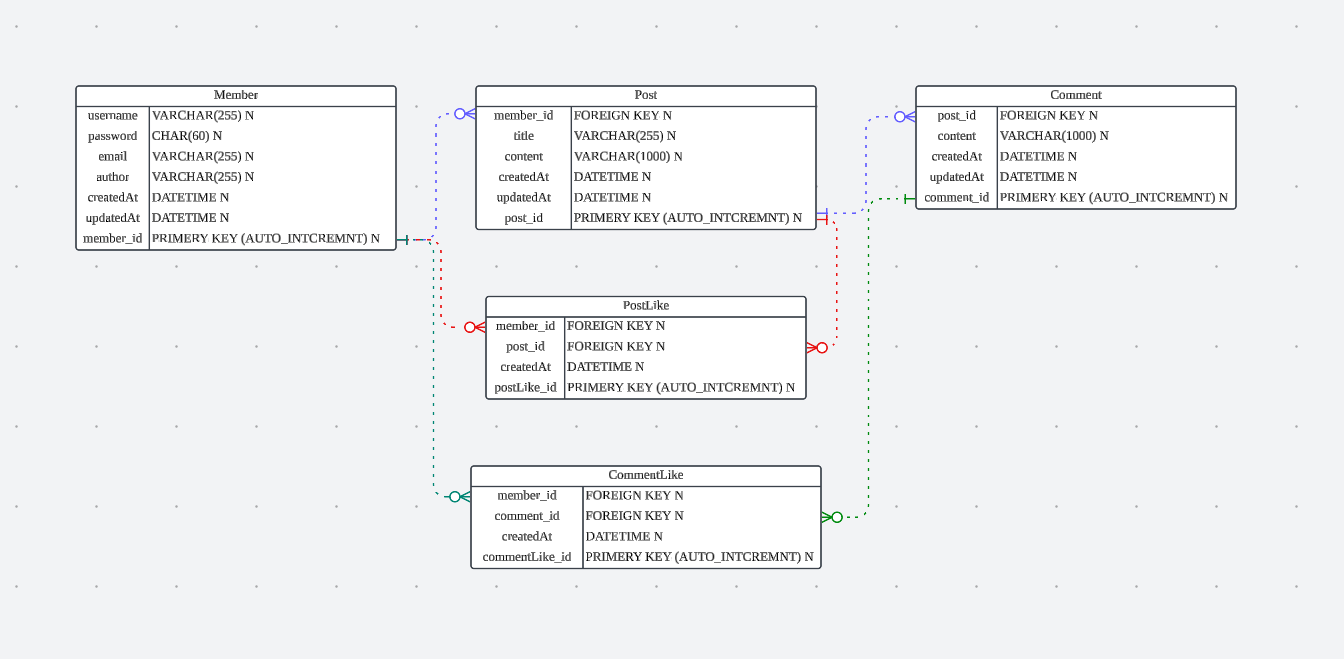 Member
username VARCHAR(255) N
password CHAR(60) N
email VARCHAR(255) N
author VARCHAR(255) N
createdAt DATETIME N
updatedAt DATETIME N
member_id PRIMERY KEY (AUTO_INTCREMNT) N
Post
member_id FOREIGN KEY N
title VARCHAR(255) N
content VARCHAR(1000) N
createdAt DATETIME N
updatedAt DATETIME N
post_id PRIMERY KEY (AUTO_INTCREMNT) N
Comment
post_id FOREIGN KEY N
content VARCHAR(1000) N
createdAt DATETIME N
updatedAt DATETIME N
comment_id PRIMERY KEY (AUTO_INTCREMNT) N
PostLike
member_id FOREIGN KEY N
post_id FOREIGN KEY N
createdAt DATETIME N
postLike_id PRIMERY KEY (AUTO_INTCREMNT) N
CommentLike
member_id FOREIGN KEY N
comment_id FOREIGN KEY N
createdAt DATETIME N
commentLike_id PRIMERY KEY (AUTO_INTCREMNT) N